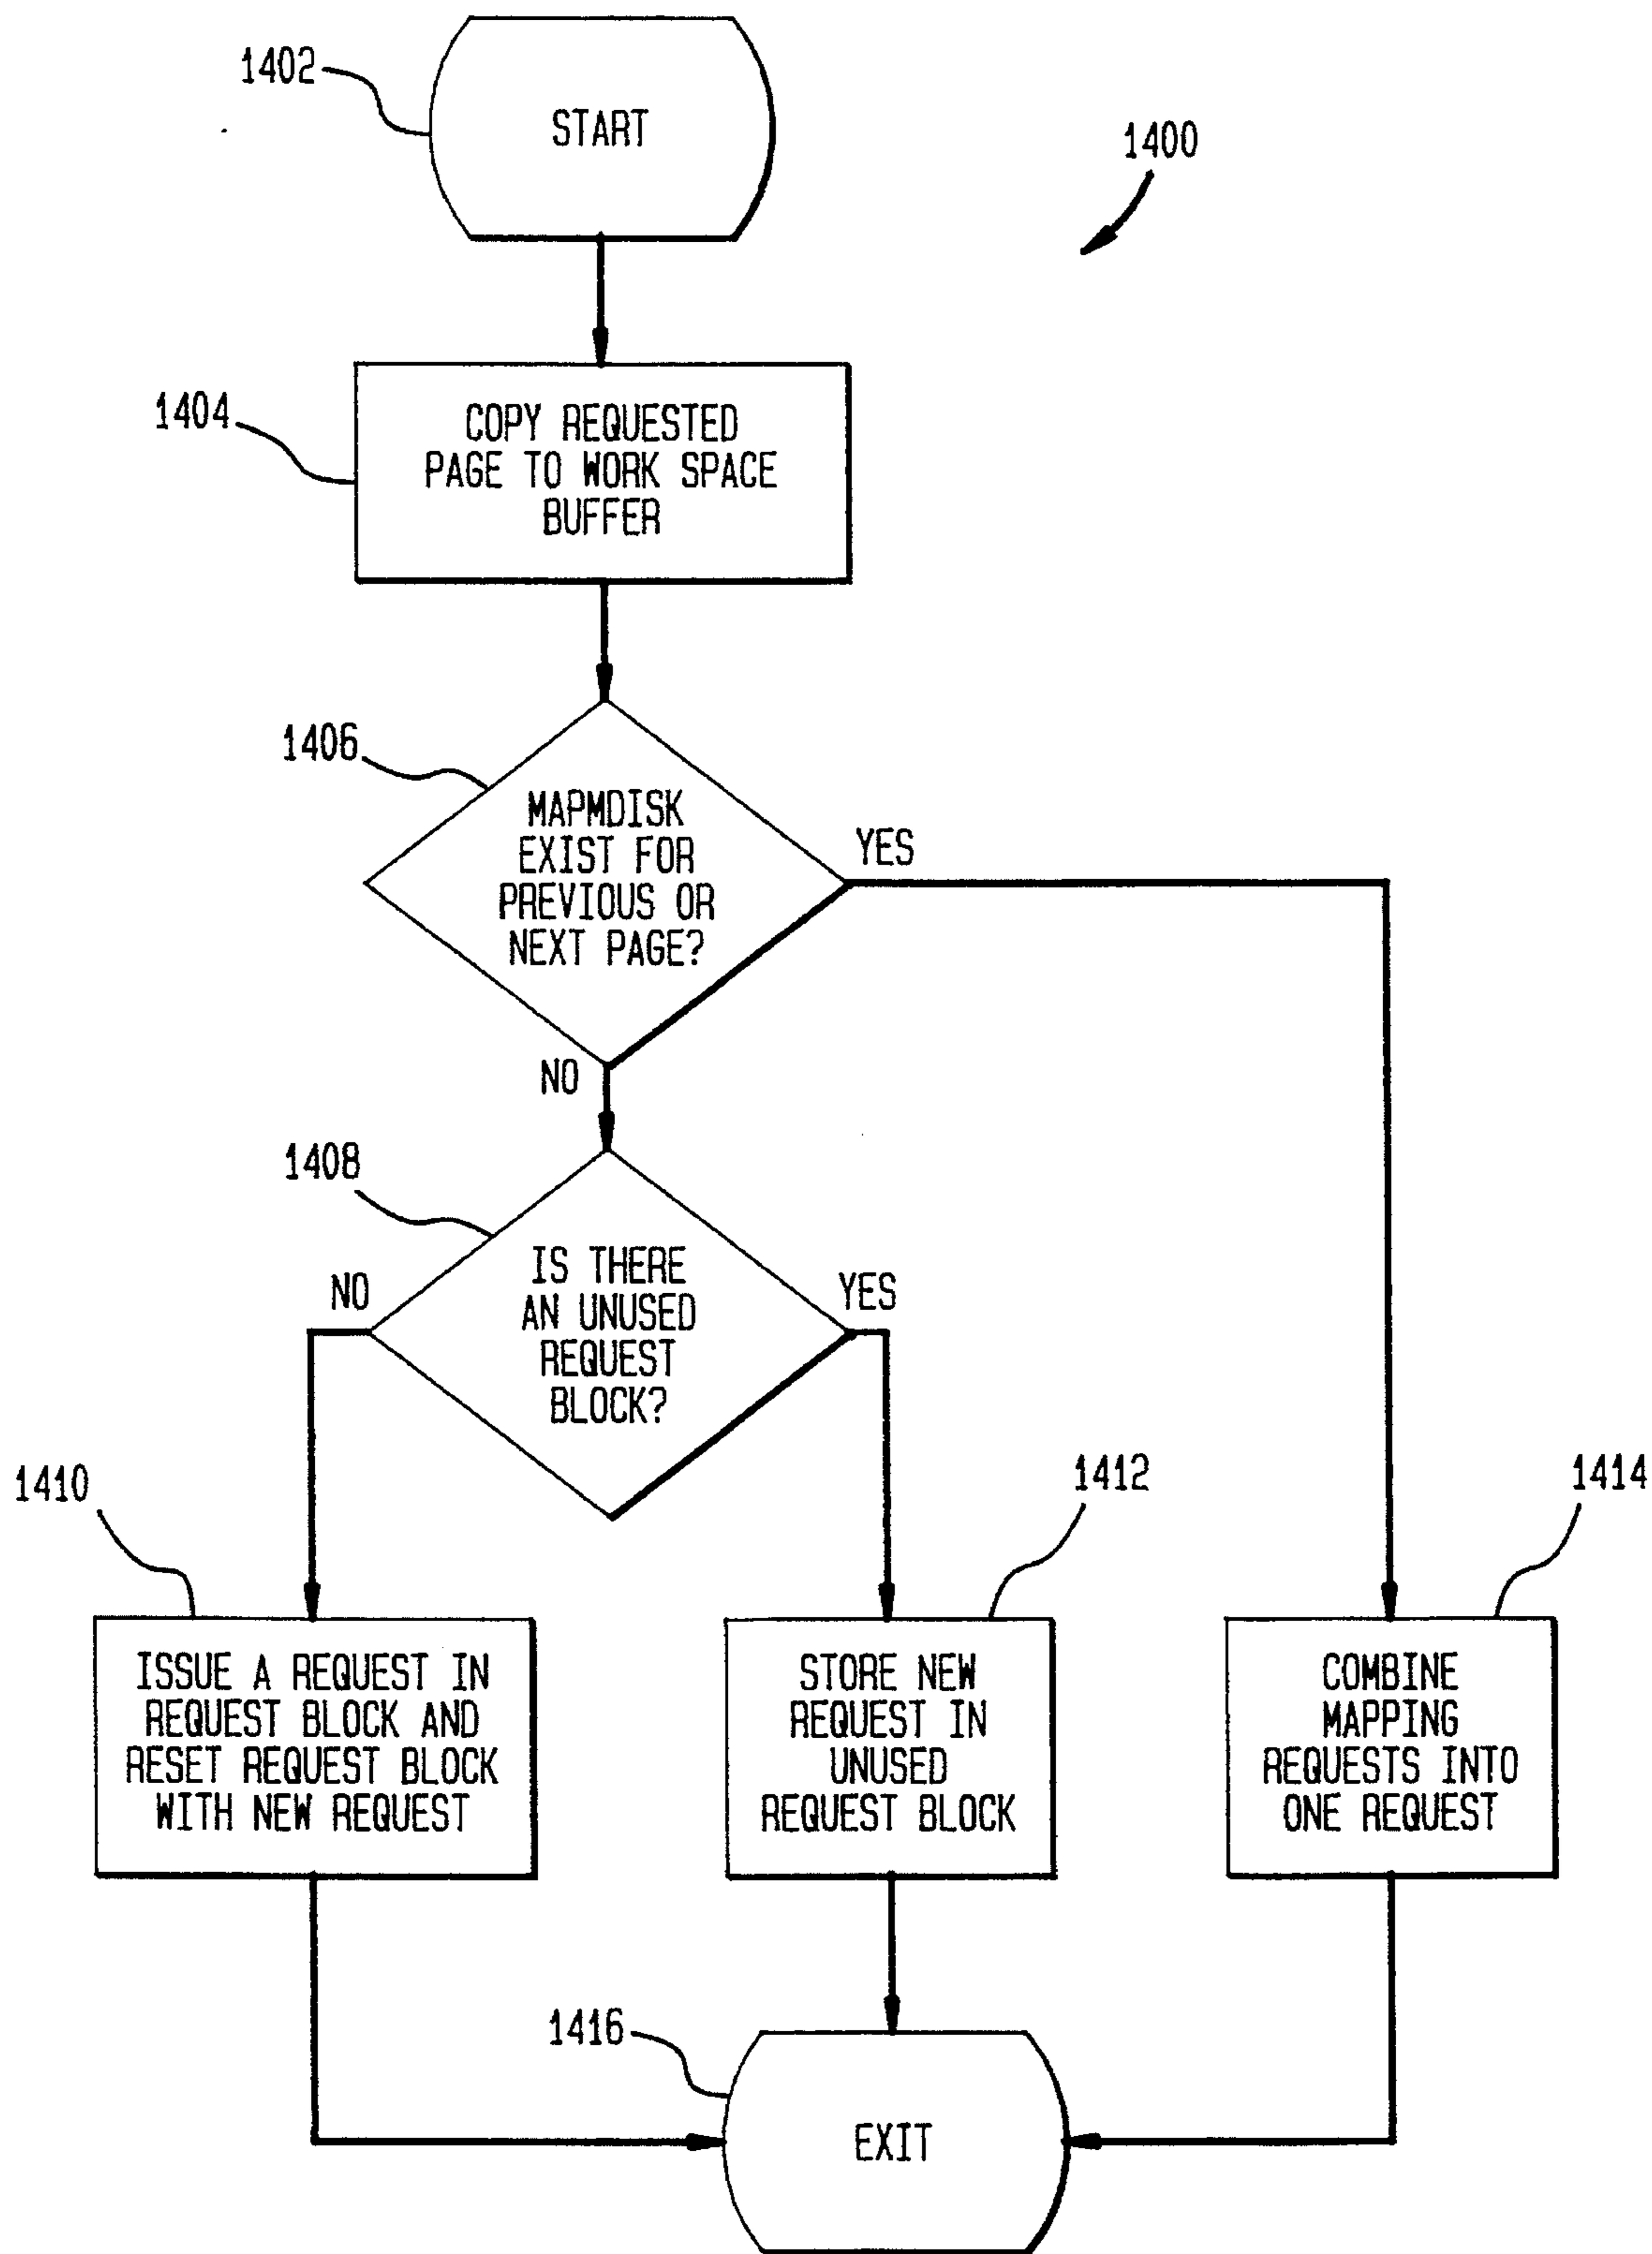 1402
START
1400
1404
COPY REQUESTED
PAGE TO WORK SPACE
BUFFER
1406
MAPMDISK
EXIST FOR
PREVIOUS OR
NEXT PAGE?
YES
NO
1408
IS THERE
AN UNUSED
REQUEST
BLOCK?
NO
YES
1410
ISSUE A REQUEST IN
REQUEST BLOCK AND
RESET REQUEST BLOCK
WITH NEW REQUEST
1412
STORE NEW
REQUEST IN
UNUSED
REQUEST BLOCK
1414
COMBINE
MAPPING
REQUESTS INTO
ONE REQUEST
1416
EXIT